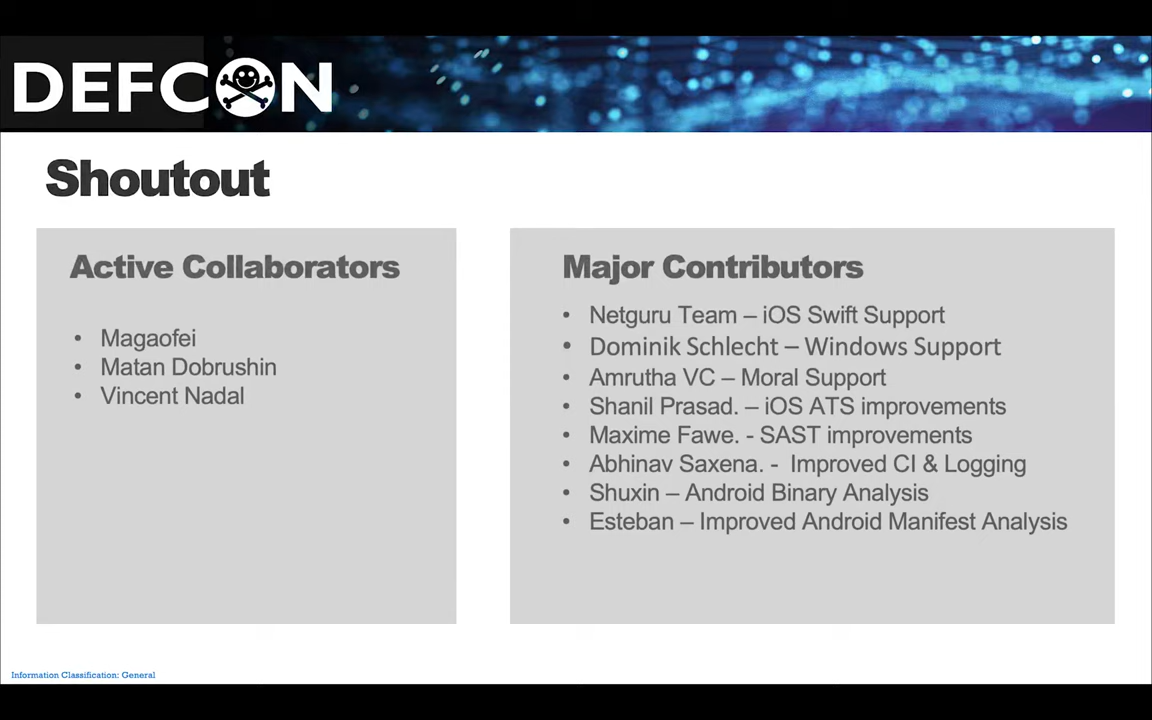 DEFCON
Shoutout
Active Collaborators
• Magaofei
• Matan Dobrushin
• Vincent Nadal
Major Contributors
• Netguru Team – iOS Swift Support
• Dominik Schlecht – Windows Support
• Amrutha VC – Moral Support
• Shanil Prasad. – iOS ATS improvements
• Maxime Fawe. - SAST improvements
• Abhinav Saxena. -  Improved CI & Logging
• Shuxin – Android Binary Analysis
• Esteban – Improved Android Manifest Analysis
Information Classification: General